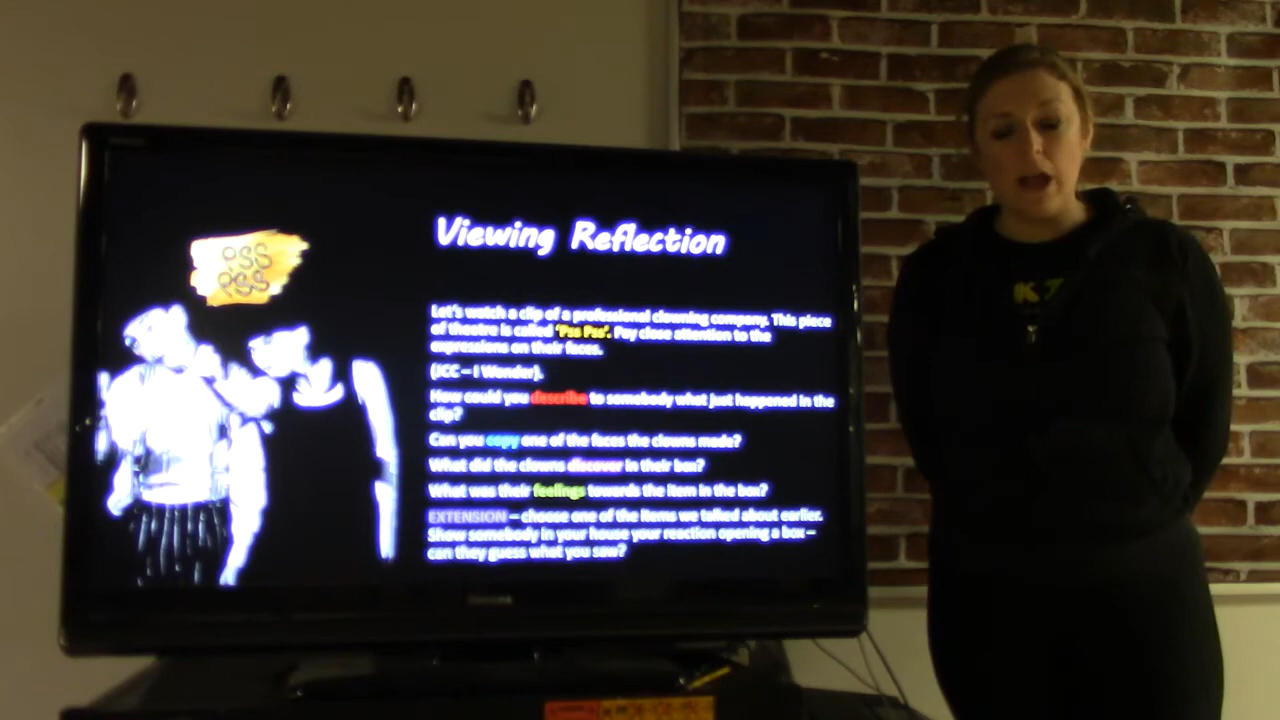 Viewing Reflection
PSS
PSS
Let's watch a clip of a professional clowning company. This piece
of theatre is called 'Pss Pss'. Pay close attention to the
expressions on their faces.
(JCC – I Wonder).
How could you describe to somebody what just happened in the
clip?
Can you copy one of the faces the clowns made?
What did the clowns discover in their box?
What was their feelings towards the item in the box?
EXTENSION – choose one of the items we talked about earlier.
Show somebody in your house your reaction opening a box –
can they guess what you saw?